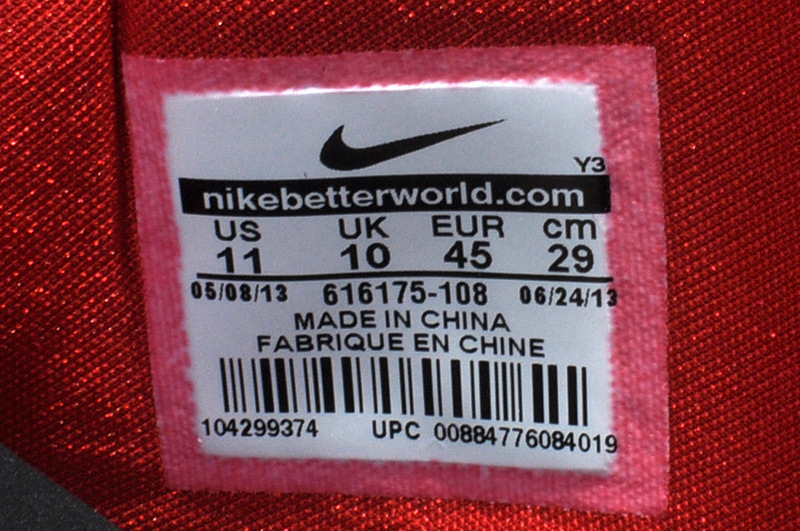 Y3
nikebetterworld.com
US UK EUR cm
11 10 45 29
05/08/13 616175-108 06/24/13
MADE IN CHINA
FABRIQUE EN CHINE
104299374 UPC 00884776084019